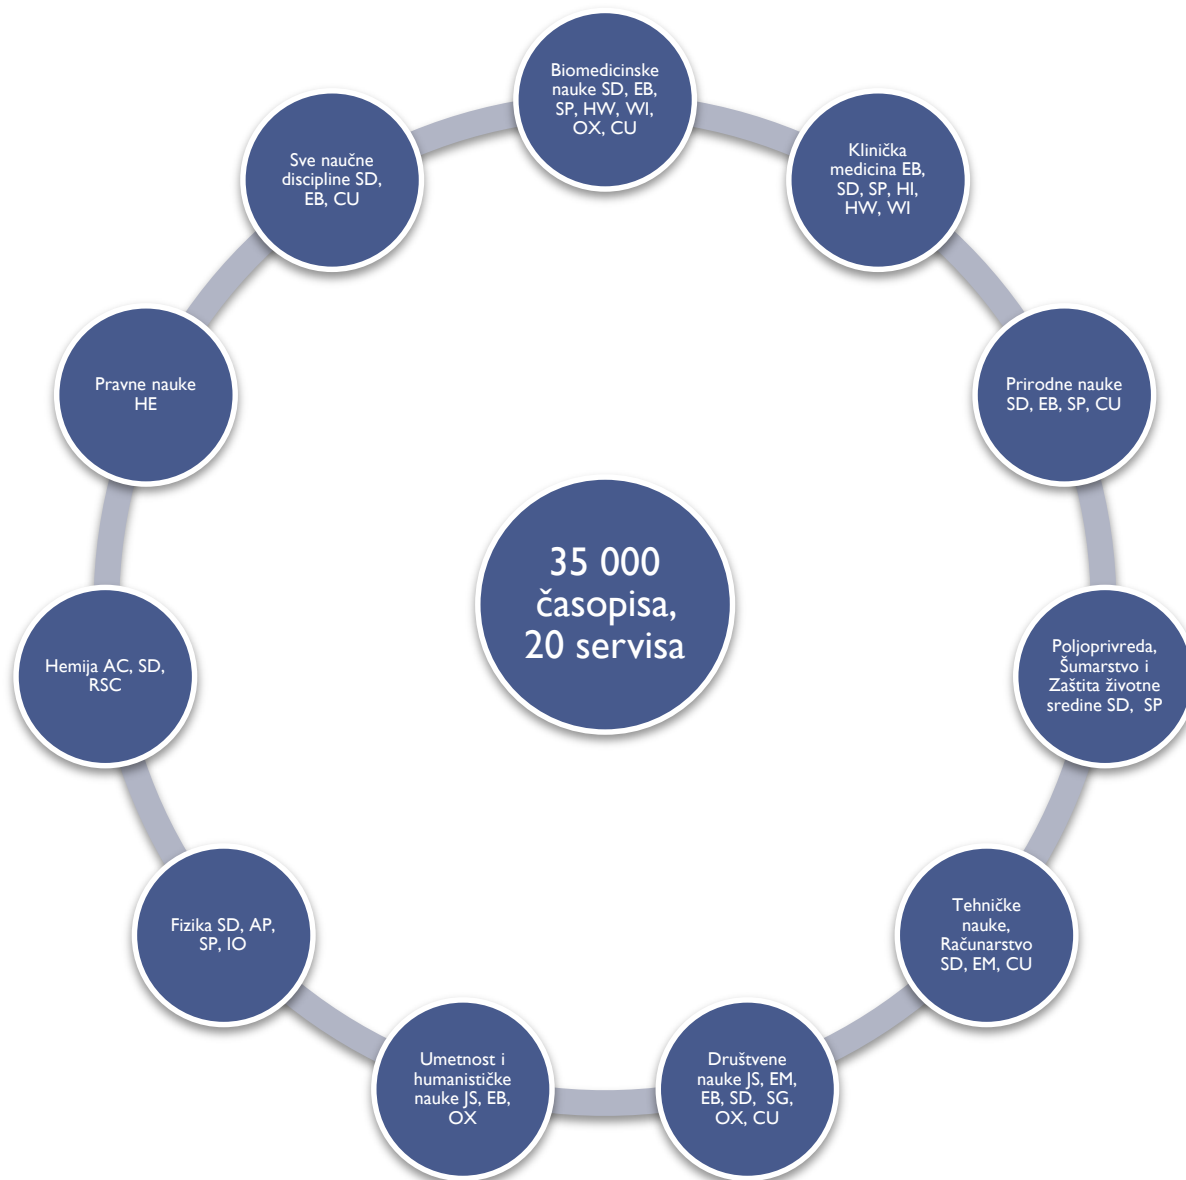 Biomedicinske
nauke SD, EB,
SP, HW, WI,
OX, CU
Klinička
medicina EB,
SD, SP, HI,
HW, WI
Prirodne nauke
SD, EB, SP, CU
Poljoprivreda,
Šumarstvo i
Zaštita životne
sredine SD,  SP
Tehničke
nauke,
Računarstvo
SD, EM, CU
Društvene
nauke JS, EM,
EB, SD,  SG,
OX, CU
Umetnost i
humanističke
nauke JS, EB,
OX
Fizika SD, AP,
SP, IO
Hemija AC, SD,
RSC
Pravne nauke
HE
Sve naučne
discipline SD,
EB, CU
35 000
časopisa,
20 servisa